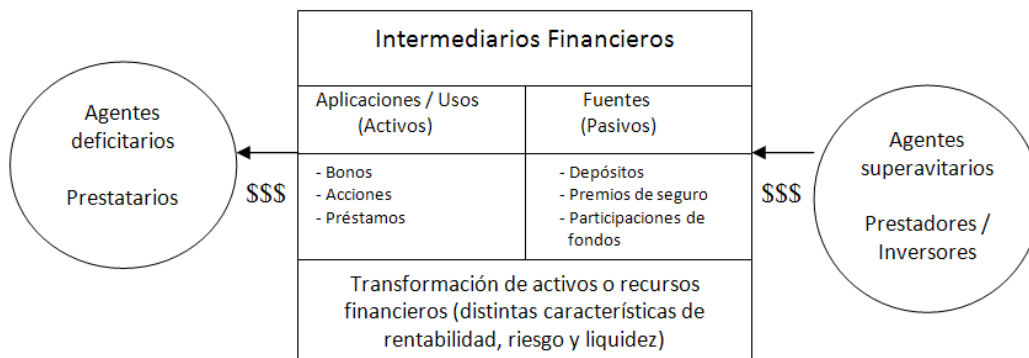 Intermediarios Financieros
Agentes
deficitarios
Prestatarios
$$$
Aplicaciones / Usos
(Activos)
- Bonos
- Acciones
- Préstamos
Fuentes
(Pasivos)
- Depósitos
- Premios de seguro
- Participaciones de
fondos
Transformación de activos o recursos
financieros (distintas características de
rentabilidad, riesgo y liquidez)
$$$
Agentes
superavitarios
Prestadores /
Inversores